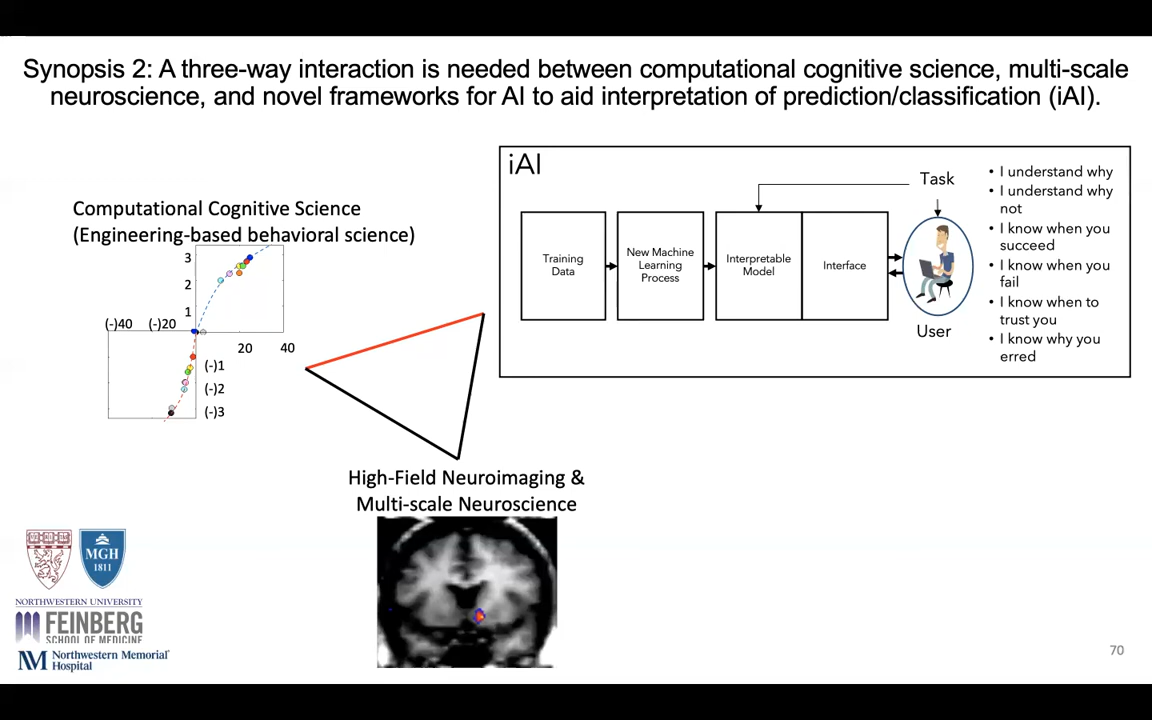 Synopsis 2: A three-way interaction is needed between computational cognitive science, multi-scale
neuroscience, and novel frameworks for AI to aid interpretation of prediction/classification (iAI).
Computational Cognitive Science
(Engineering-based behavioral science)
3
2
1
(-)40
(-)20
20
40
(-)1
(-)2
(-)3
iAI
Training
Data
New Machine
Learning
Process
Interpretable
Model
Interface
Task
User
• I understand why
• I understand why
not
• I know when you
succeed
• I know when you
fail
• I know when to
trust you
• I know why you
erred
High-Field Neuroimaging &
Multi-scale Neuroscience
MGH
1811
NORTHWESTERN UNIVERSITY
FEINBERG
SCHOOL OF MEDICINE
Northwestern Memorial®
Hospital
70